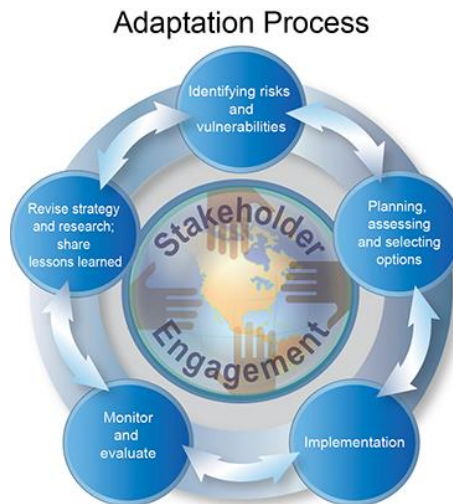 Adaptation Process
Identifying risks
and
vulnerabilities
Planning,
assessing
and selecting
options
Implementation
Monitor
and
evaluate
Revise strategy
and research;
share
lessons learned
Stakeholder
Engagement